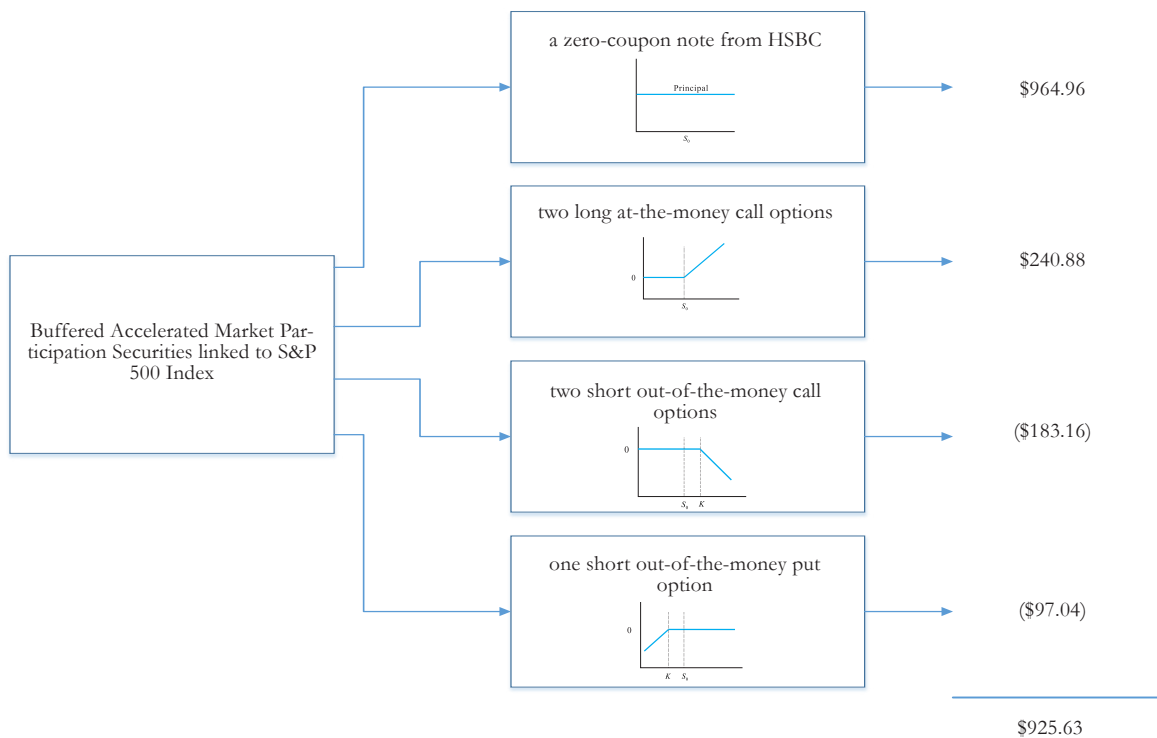 a zero-coupon note from HSBC
Principal
S₀
$964.96
two long at-the-money call options
0
S₀
$240.88
Buffered Accelerated Market Par-
ticipation Securities linked to S&P
500 Index
two short out-of-the-money call
options
0
S₀ K
($183.16)
one short out-of-the-money put
option
0
K S₀
($97.04)
$925.63